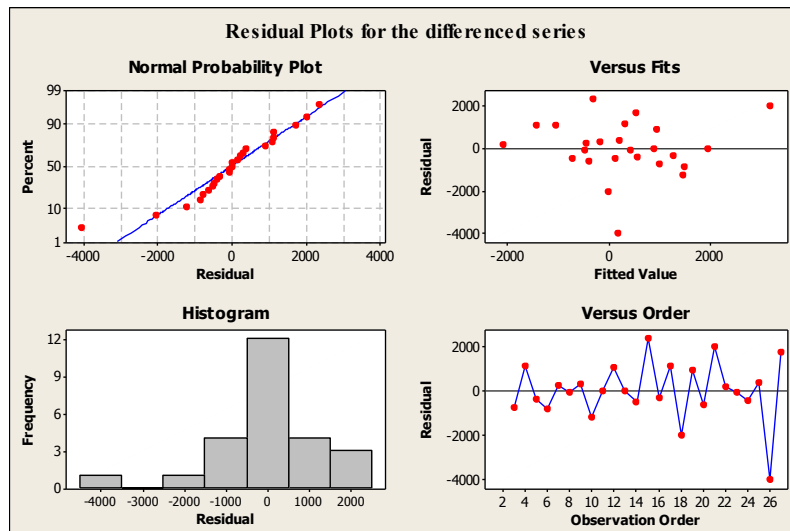 Residual Plots for the differenced series
Normal Probability Plot
99
90
50
10
1
Percent
-4000 -2000 0 2000 4000
Residual
Versus Fits
2000
0
-2000
-4000
Residual
-2000 0 2000
Fitted Value
Histogram
12
9
6
3
0
Frequency
-4000 -3000 -2000 -1000 0 1000 2000
Residual
Versus Order
2000
0
-2000
-4000
Residual
2 4 6 8 10 12 14 16 18 20 22 24 26
Observation Order